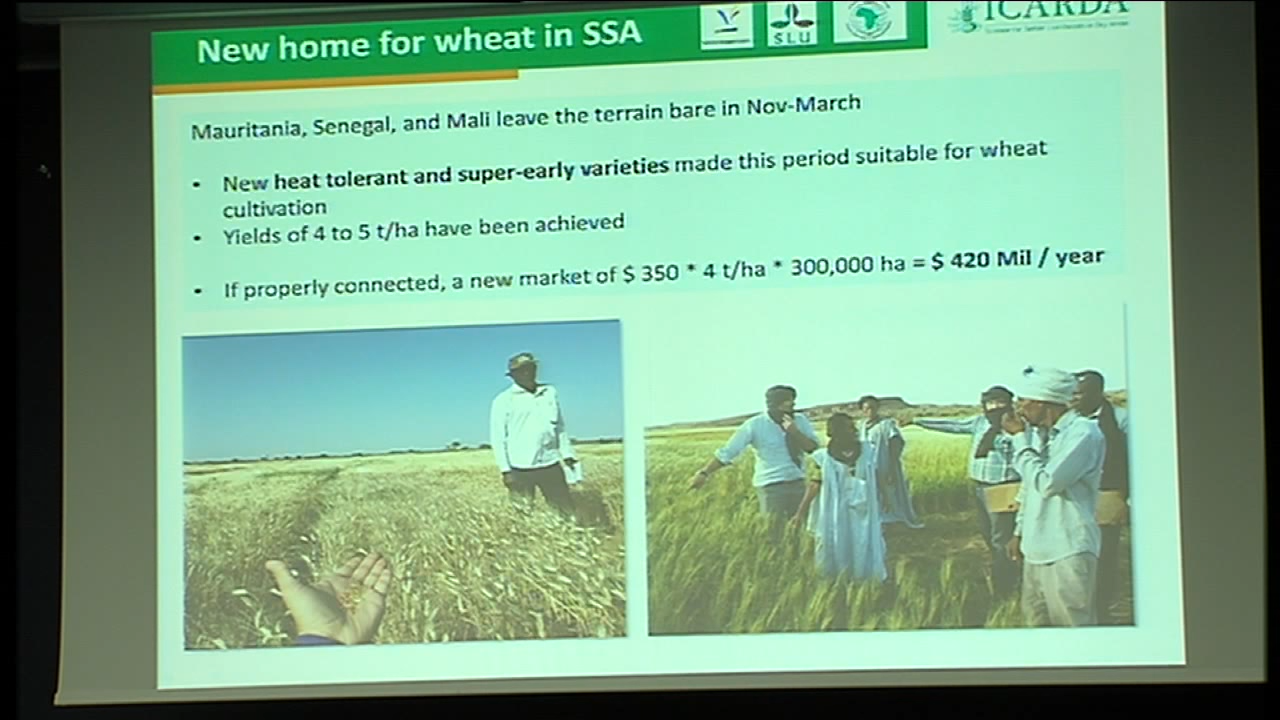 New home for wheat in SSA
SLU
ICARDA
Mauritania, Senegal, and Mali leave the terrain bare in Nov-March
• New heat tolerant and super-early varieties made this period suitable for wheat
cultivation
• Yields of 4 to 5 t/ha have been achieved
• If properly connected, a new market of $ 350 * 4 t/ha * 300,000 ha = $ 420 Mil / year